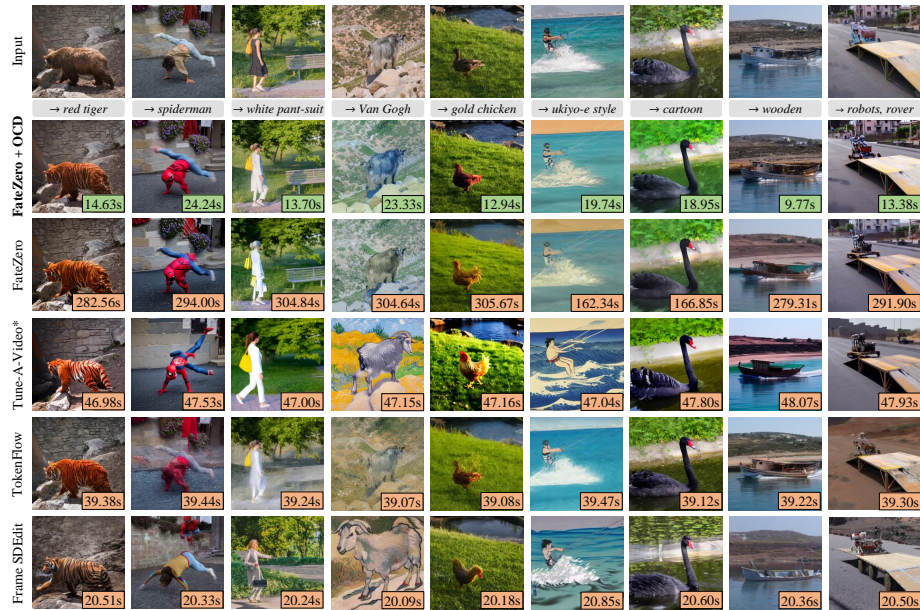 Input
→ red tiger
→ spiderman
→ white pant-suit
→ Van Gogh
→ gold chicken
→ ukiyo-e style
→ cartoon
→ wooden
→ robots, rover
FateZero + OCD
14.63s
24.24s
13.70s
23.33s
12.94s
19.74s
18.95s
9.77s
13.38s
FateZero
282.56s
294.00s
304.84s
304.64s
305.67s
162.34s
166.85s
279.31s
291.90s
Tune-A-Video*
46.98s
47.53s
47.00s
47.15s
47.16s
47.04s
47.80s
48.07s
47.93s
TokenFlow
39.38s
39.44s
39.24s
39.07s
39.08s
39.47s
39.12s
39.22s
39.30s
Frame SDEdit
20.51s
20.33s
20.24s
20.09s
20.18s
20.85s
20.60s
20.36s
20.50s